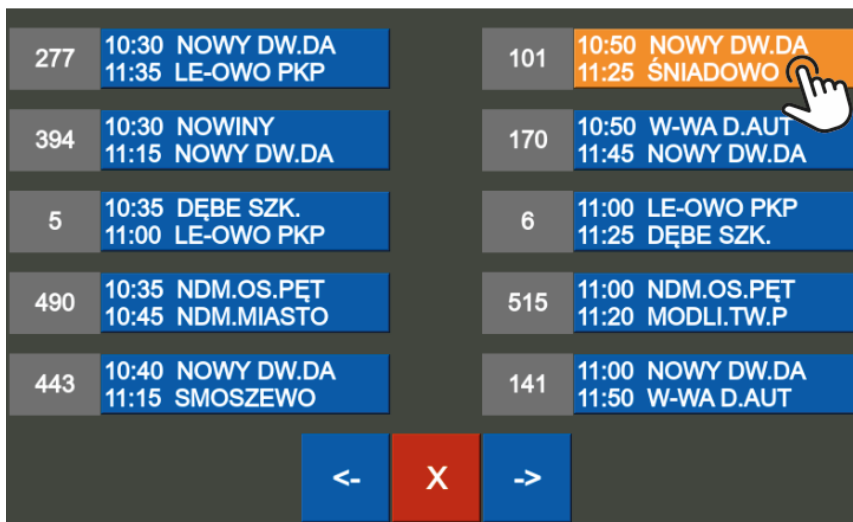 277
10:30 NOWY DW.DA
11:35 LE-OWO PKP
394
10:30 NOWINY
11:15 NOWY DW.DA
5
10:35 DĘBE SZK.
11:00 LE-OWO PKP
490
10:35 NDM.OS.PĘT
10:45 NDM.MIASTO
443
10:40 NOWY DW.DA
11:15 SMOSZEWO
101
10:50 NOWY DW.DA
11:25 ŚNIADOWO
170
10:50 W-WA D.AUT
11:45 NOWY DW.DA
6
11:00 LE-OWO PKP
11:25 DĘBE SZK.
515
11:00 NDM.OS.PĘT
11:20 MODLI.TW.P
141
11:00 NOWY DW.DA
11:50 W-WA D.AUT
<- X ->